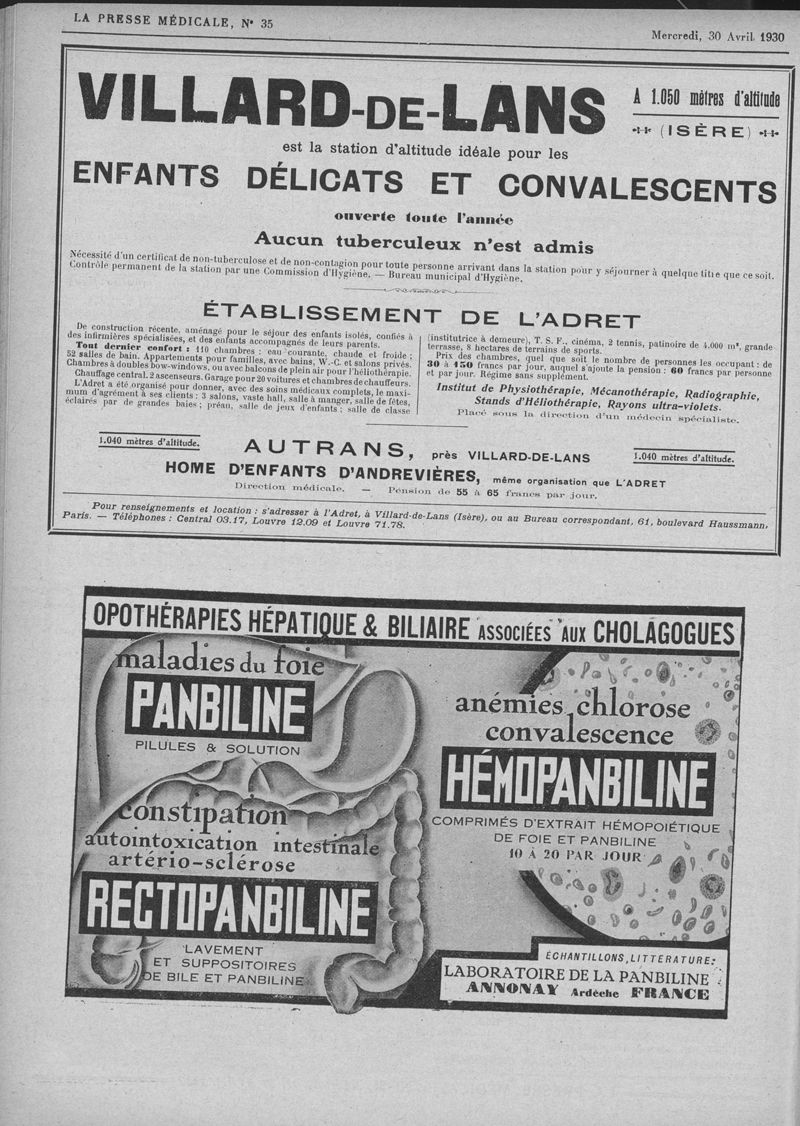 LA PRESSE MÉDICALE, N° 35
Mercredi, 30 Avril 1930
VILLARD-DE-LANS
A 1.050 mètres d'altitude
(ISÈRE)
est la station d'altitude idéale pour les
ENFANTS DÉLICATS ET CONVALESCENTS
ouverte toute l'année
Aucun tuberculeux n'est admis
Nécessité d'un certificat de non-tuberculose et de non-contagion pour toute personne arrivant dans la station pour y séjourner à quelque titre que ce soit.
Contrôle permanent de la station par une Commission d'Hygiène. — Bureau municipal d'Hygiène.
ÉTABLISSEMENT DE L'ADRET
De construction récente, aménagé pour le séjour des enfants isolés, confiés à
des infirmières spécialisées, et des enfants accompagnés de leurs parents.
Tout dernier confort : 110 chambres : eau courante, chaude et froide ;
52 salles de bain. Appartements pour familles, avec bains, W.-C. et salons privés.
Chambres à doubles bow-windows, ou avec balcons de plein air pour l'héliothérapie.
Chauffage central. 2 ascenseurs. Garage pour 20 voitures et chambres de chauffeurs.
L'Adret a été organisé pour donner, avec des soins médicaux complets, le maxi-
mum d'agrément à ses clients : 3 salons, vaste hall, salle à manger, salle de fêtes,
éclairés par de grandes baies ; préau, salle de jeux d'enfants ; salle de classe
(institutrice à demeure), T. S. F., cinéma, 2 tennis, patinoire de 4.000 m², grande
terrasse, 8 hectares de terrains de sports.
Prix des chambres, quel que soit le nombre de personnes les occupant : de
30 à 150 francs par jour, auquel s'ajoute la pension : 60 francs par personne
et par jour. Régime sans supplément.
Institut de Physiothérapie, Mécanothérapie, Radiographie,
Stands d'Héliothérapie, Rayons ultra-violets.
Placé sous la direction d'un médecin spécialiste.
1.040 mètres d'altitude.
AUTRANS, près VILLARD-DE-LANS
1.040 mètres d'altitude.
HOME D'ENFANTS D'ANDREVIÈRES, même organisation que L'ADRET
Direction médicale. — Pension de 55 à 65 francs par jour.
Pour renseignements et location : s'adresser à l'Adret, à Villard-de-Lans (Isère), ou au Bureau correspondant, 61, boulevard Haussmann,
Paris. — Téléphones : Central 03.17, Louvre 12.09 et Louvre 71.78.
OPOTHÉRAPIES HÉPATIQUE & BILIAIRE ASSOCIÉES AUX CHOLAGOGUES
maladies du foie
PANBILINE
PILULES & SOLUTION
constipation
autointoxication intestinale
artério-sclérose
RECTOPANBILINE
LAVEMENT
ET SUPPOSITOIRES
DE BILE ET PANBILINE
anémies, chlorose
convalescence
HÉMOPANBILINE
COMPRIMÉS D'EXTRAIT HÉMOPOIÉTIQUE
DE FOIE ET PANBILINE
10 À 20 PAR JOUR
ÉCHANTILLONS, LITTÉRATURE:
LABORATOIRE DE LA PANBILINE
ANNONAY Ardèche FRANCE